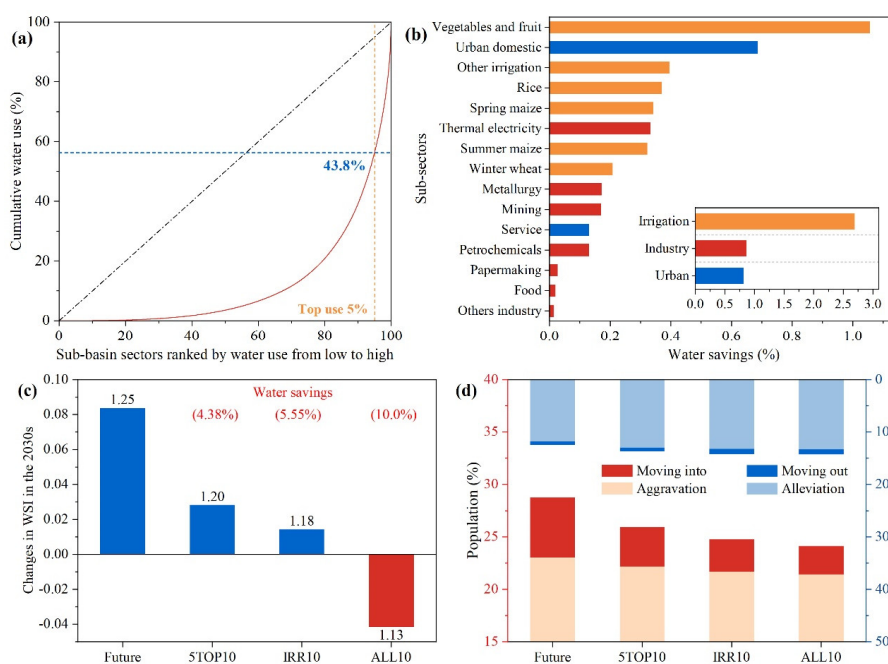 (a)
100
80
60
40
20
0
Cumulative water use (%)
43.8%
Top use 5%
0 20 40 60 80 100
Sub-basin sectors ranked by water use from low to high
(b)
Sub-sectors
Vegetables and fruit
Urban domestic
Other irrigation
Rice
Spring maize
Thermal electricity
Summer maize
Winter wheat
Metallurgy
Mining
Service
Petrochemicals
Papermaking
Food
Others industry
Irrigation
Industry
Urban
0.0 0.5 1.0 1.5 2.0 2.5 3.0
0.0 0.2 0.4 0.6 0.8 1.0
Water savings (%)
(c)
0.10
0.08
0.06
0.04
0.02
0.00
-0.02
-0.04
Changes in WSI in the 2030s
Water savings
(4.38%) (5.55%) (10.0%)
1.25
1.20
1.18
1.13
Future 5TOP10 IRR10 ALL10
(d)
40
35
30
25
20
15
Population (%)
Moving into Moving out
Aggravation Alleviation
0
10
20
30
40
50
Future 5TOP10 IRR10 ALL10